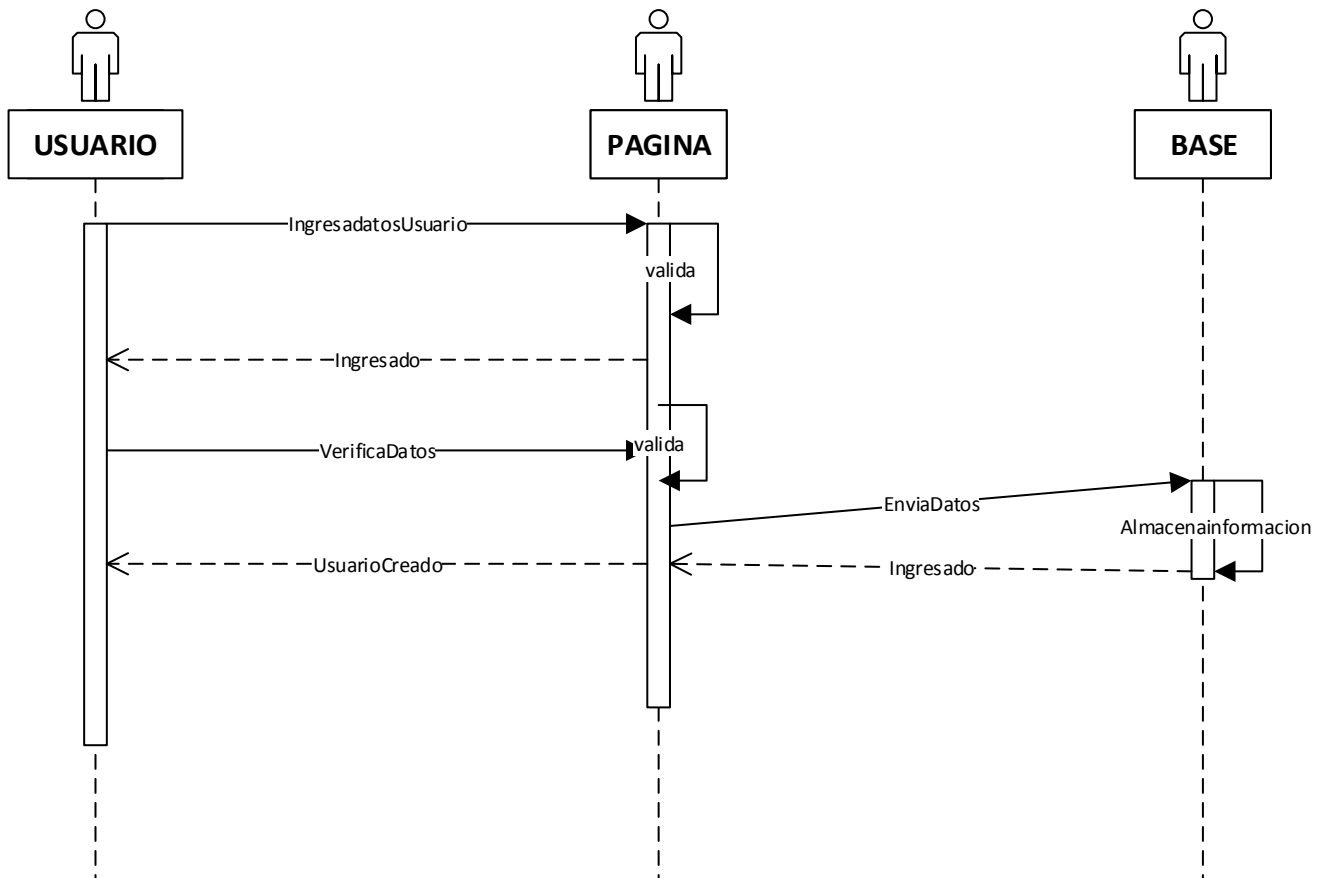 USUARIO
PAGINA
BASE
IngresadatosUsuario
valida
Ingresado
VerificaDatos
valida
EnviaDatos
Almacenainformacion
UsuarioCreado
Ingresado